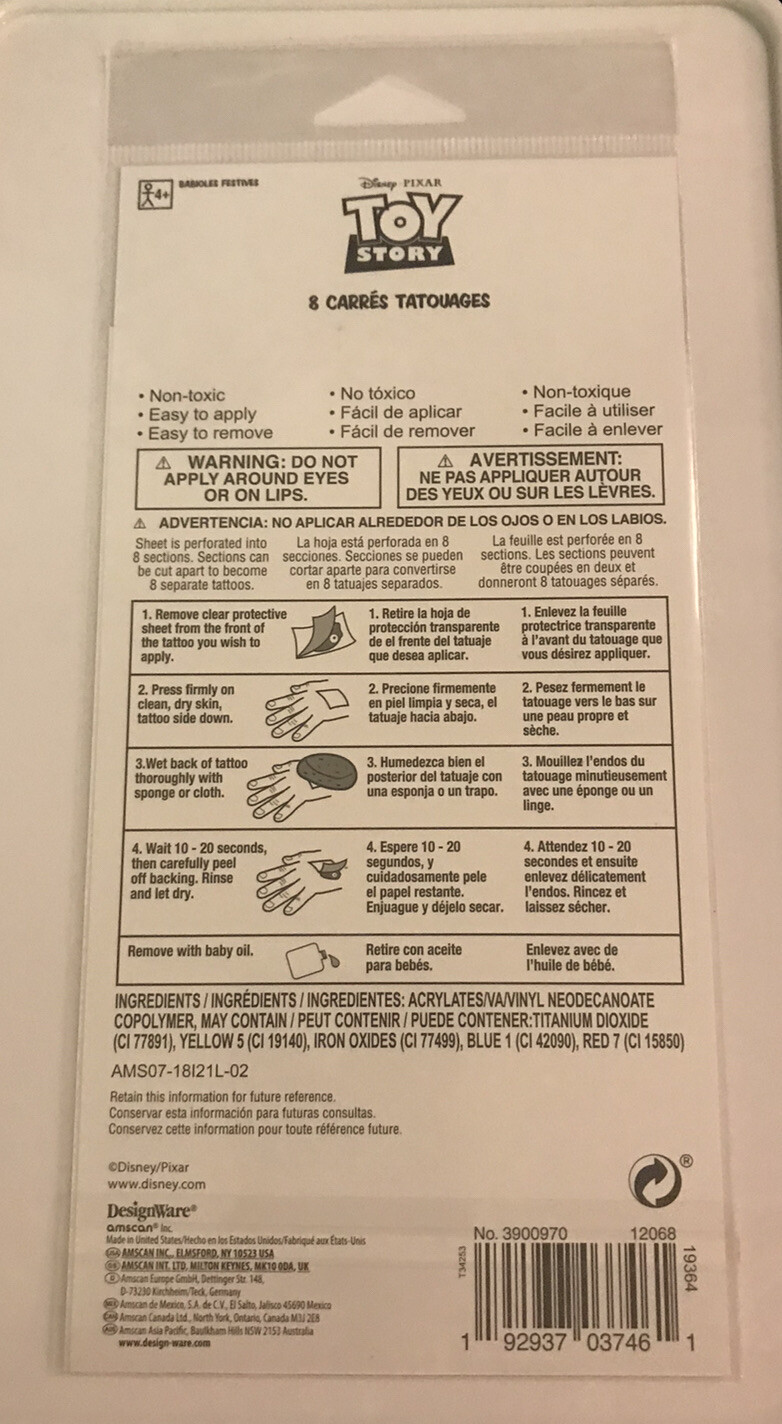 4+
BABIOLES FESTIVES
Disney PIXAR
TOY
STORY
8 CARRÉS TATOUAGES
• Non-toxic
• Easy to apply
• Easy to remove
• No tóxico
• Fácil de aplicar
• Fácil de remover
• Non-toxique
• Facile à utiliser
• Facile à enlever
⚠ WARNING: DO NOT
APPLY AROUND EYES
OR ON LIPS.
⚠ AVERTISSEMENT:
NE PAS APPLIQUER AUTOUR
DES YEUX OU SUR LES LÈVRES.
⚠ ADVERTENCIA: NO APLICAR ALREDEDOR DE LOS OJOS O EN LOS LABIOS.
Sheet is perforated into
8 sections. Sections can
be cut apart to become
8 separate tattoos.
La hoja está perforada en 8
secciones. Secciones se pueden
cortar aparte para convertirse
en 8 tatuajes separados.
La feuille est perforée en 8
sections. Les sections peuvent
être coupées en deux et
donneront 8 tatouages séparés.
1. Remove clear protective
sheet from the front of
the tattoo you wish to
apply.
1. Retire la hoja de
protección transparente
de el frente del tatuaje
que desea aplicar.
1. Enlevez la feuille
protectrice transparente
à l'avant du tatouage que
vous désirez appliquer.
2. Press firmly on
clean, dry skin,
tattoo side down.
2. Precione firmemente
en piel limpia y seca, el
tatuaje hacia abajo.
2. Pesez fermement le
tatouage vers le bas sur
une peau propre et
sèche.
3.Wet back of tattoo
thoroughly with
sponge or cloth.
3. Humedezca bien el
posterior del tatuaje con
una esponja o un trapo.
3. Mouillez l'endos du
tatouage minutieusement
avec une éponge ou un
linge.
4. Wait 10 - 20 seconds,
then carefully peel
off backing. Rinse
and let dry.
4. Espere 10 - 20
segundos, y
cuidadosamente pele
el papel restante.
Enjuague y déjelo secar.
4. Attendez 10 - 20
secondes et ensuite
enlevez délicatement
l'endos. Rincez et
laissez sécher.
Remove with baby oil.
Retire con aceite
para bebés.
Enlevez avec de
l'huile de bébé.
INGREDIENTS / INGRÉDIENTS / INGREDIENTES: ACRYLATES/VA/VINYL NEODECANOATE
COPOLYMER, MAY CONTAIN / PEUT CONTENIR / PUEDE CONTENER:TITANIUM DIOXIDE
(CI 77891), YELLOW 5 (CI 19140), IRON OXIDES (CI 77499), BLUE 1 (CI 42090), RED 7 (CI 15850)
AMS07-18I21L-02
Retain this information for future reference.
Conservar esta información para futuras consultas.
Conservez cette information pour toute référence future.
©Disney/Pixar
www.disney.com
DesignWare®
amscan® Inc.
Made in United States/Hecho en los Estados Unidos/Fabriqué aux États-Unis
AMSCAN INC., ELMSFORD, NY 10523 USA
AMSCAN INT. LTD. MILTON KEYNES, MK10 0DA, UK
Amscan Europe GmbH, Dettinger Str. 148,
D-73230 Kirchheim/Teck, Germany
Amscan de Mexico, S.A. de C.V., El Salto, Jalisco 45690 Mexico
Amscan Canada Ltd., North York, Ontario, Canada M3J 2E8
Amscan Asia Pacific, Baulkham Hills NSW 2153 Australia
www.design-ware.com
®
No. 3900970 12068
T34253
19364
1 92937 03746 1